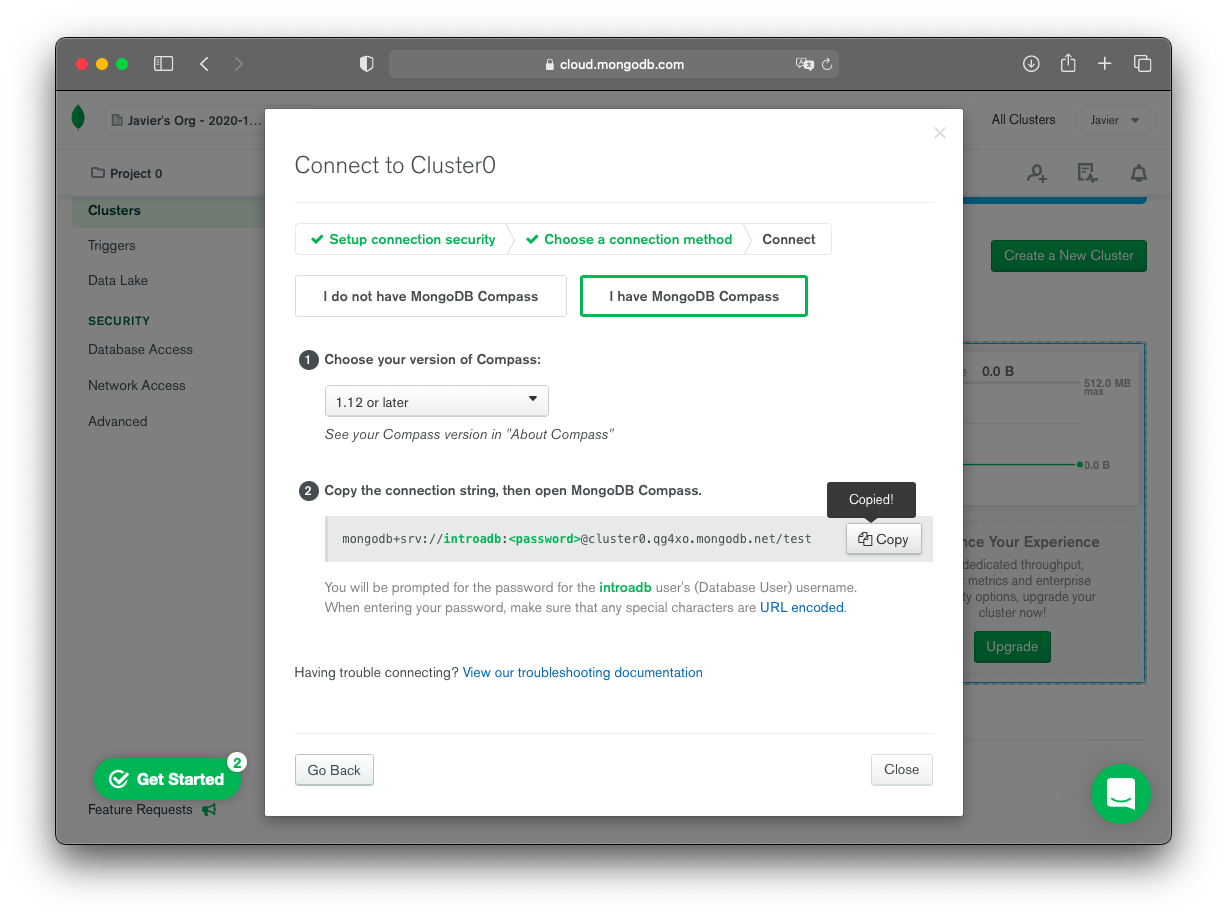 cloud.mongodb.com
Javier's Org - 2020-1...
All Clusters
Javier
Project 0
Clusters
Triggers
Data Lake
SECURITY
Database Access
Network Access
Advanced
Get Started
2
Feature Requests
Connect to Cluster0
Setup connection security
Choose a connection method
Connect
I do not have MongoDB Compass
I have MongoDB Compass
1 Choose your version of Compass:
1.12 or later
See your Compass version in "About Compass"
2 Copy the connection string, then open MongoDB Compass.
Copied!
mongodb+srv://introadb:<password>@cluster0.qg4xo.mongodb.net/test
Copy
You will be prompted for the password for the introadb user's (Database User) username.
When entering your password, make sure that any special characters are URL encoded.
Having trouble connecting? View our troubleshooting documentation
Go Back
Close
Create a New Cluster
0.0 B
512.0 MB
max
0.0 B
nce Your Experience
dedicated throughput,
metrics and enterprise
ty options, upgrade your
cluster now!
Upgrade